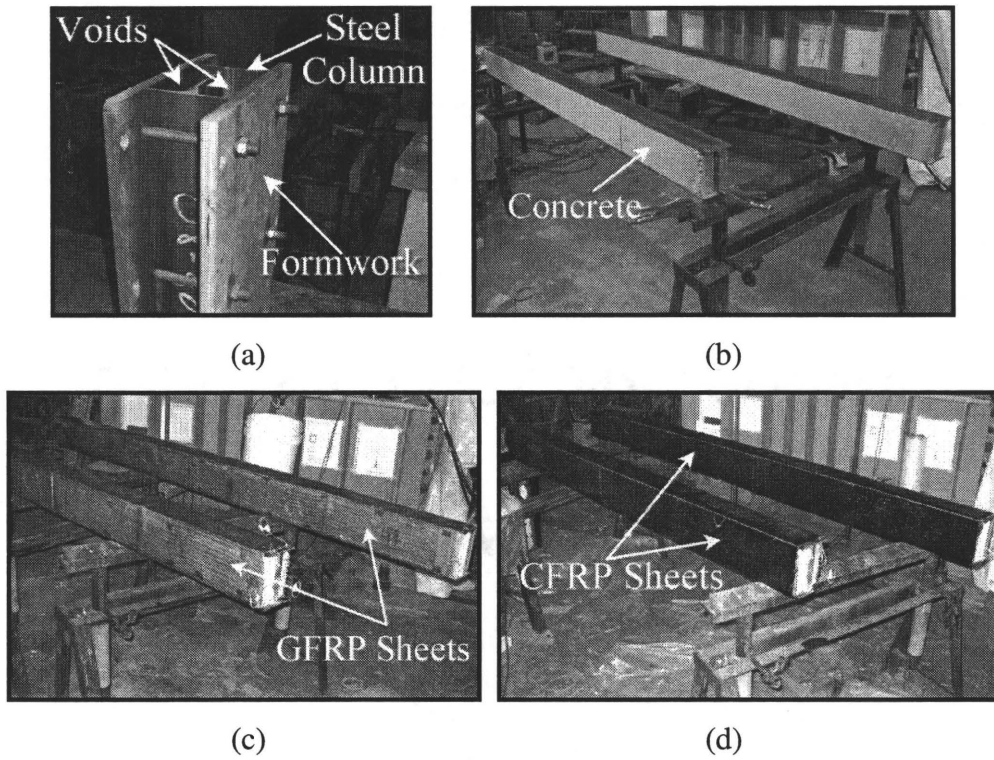 Voids
Steel
Column
Formwork
(a)
Concrete
(b)
GFRP Sheets
(c)
CFRP Sheets
(d)